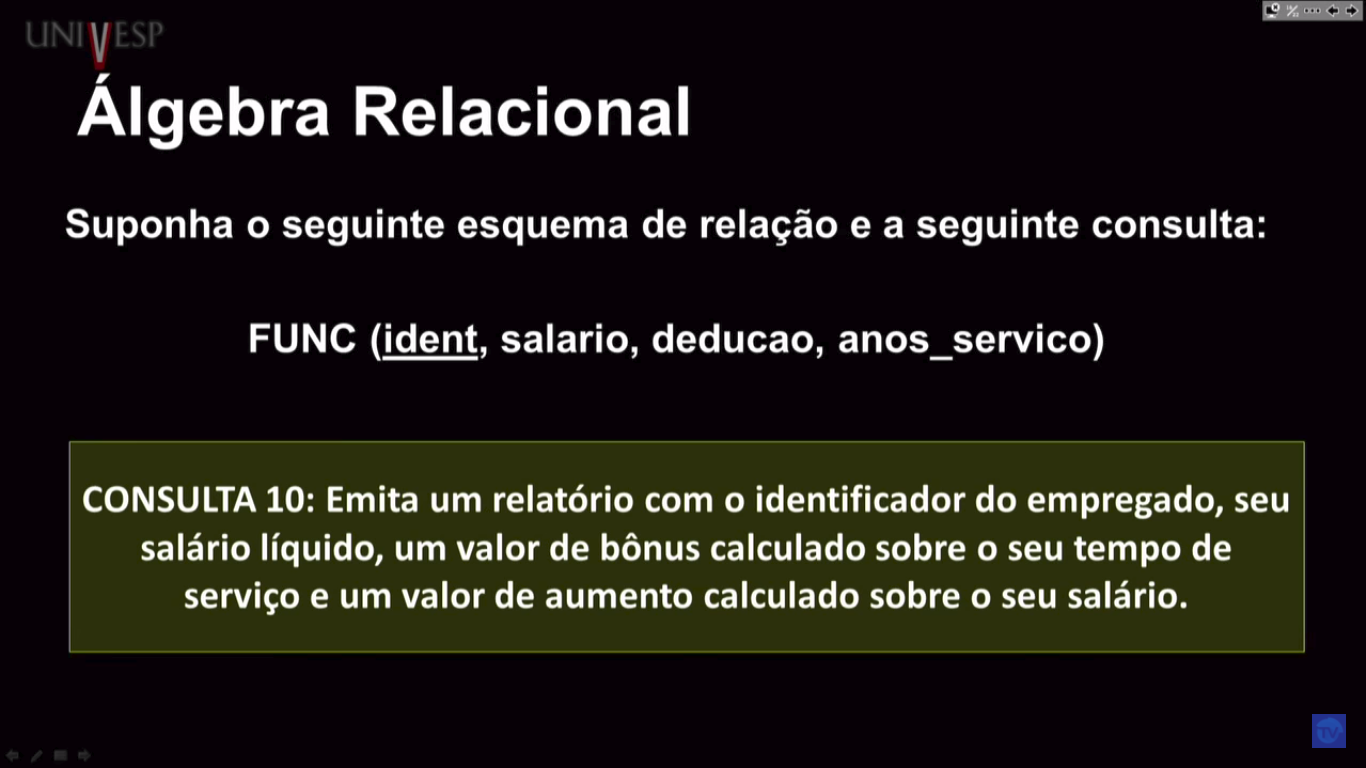 UNIVESP
Álgebra Relacional
Suponha o seguinte esquema de relação e a seguinte consulta:
FUNC (ident, salario, deducao, anos_servico)
CONSULTA 10: Emita um relatório com o identificador do empregado, seu
salário líquido, um valor de bônus calculado sobre o seu tempo de
serviço e um valor de aumento calculado sobre o seu salário.
TV